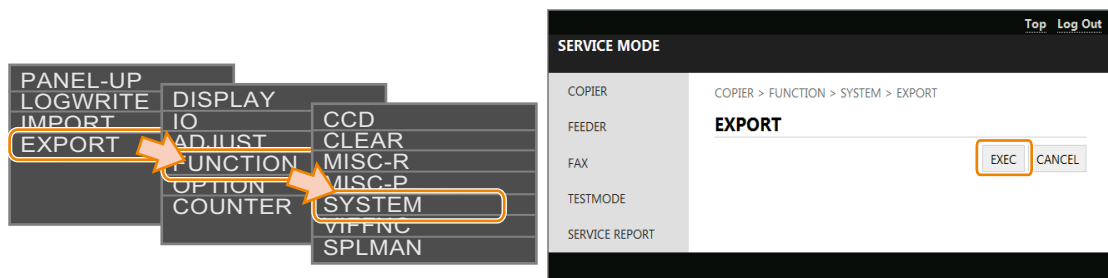 PANEL-UP
LOGWRITE
IMPORT
EXPORT
DISPLAY
IO
ADJUST
FUNCTION
OPTION
COUNTER
CCD
CLEAR
MISC-R
MISC-P
SYSTEM
VIFFNC
SPLMAN
Top Log Out
SERVICE MODE
COPIER
FEEDER
FAX
TESTMODE
SERVICE REPORT
COPIER > FUNCTION > SYSTEM > EXPORT
EXPORT
EXEC CANCEL